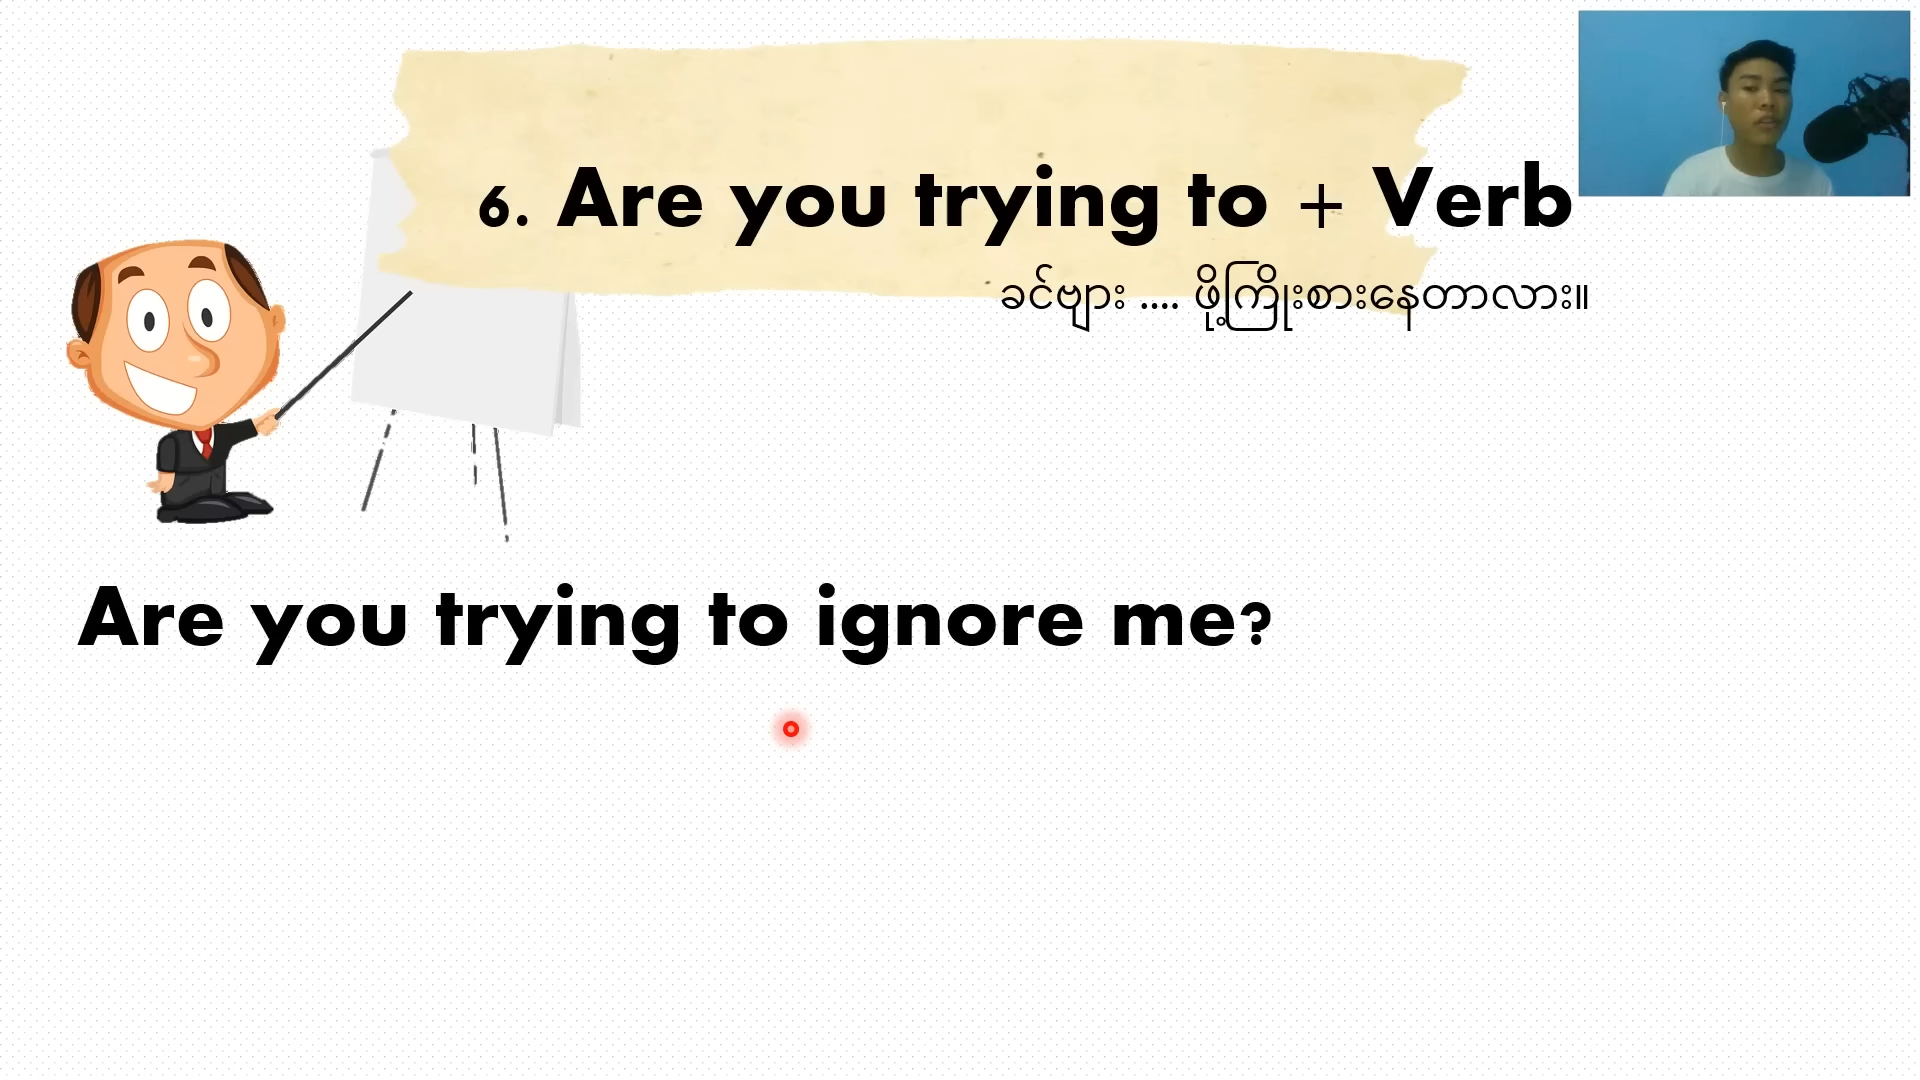 6. Are you trying to + Verb
ခင်ဗျား .... ဖို့ကြိုးစားနေတာလား။
Are you trying to ignore me?